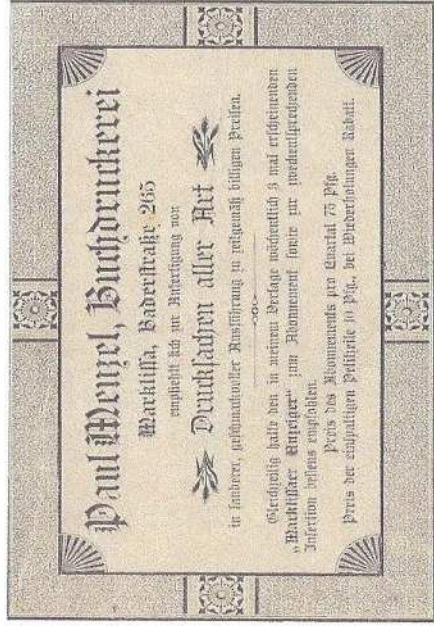 Paul Menzel, Buchdruckerei
Marklissa, Baderstraße 265
empfiehlt sich zur Anfertigung von
Drucksachen aller Art
in sauberer, geschmackvoller Ausführung zu zeitgemäß billigen Preisen.
Gleichzeitig halte den in meinem Verlage wöchentlich 3 mal erscheinenden
„Marklissaer Anzeiger“ zum Abonnement sowie zur zweckentsprechenden
Insertion bestens empfohlen.
Preis des Abonnements pro Quartal 75 Pfg.
Preis der einspaltigen Petitzeile 10 Pfg., bei Wiederholungen Rabatt.